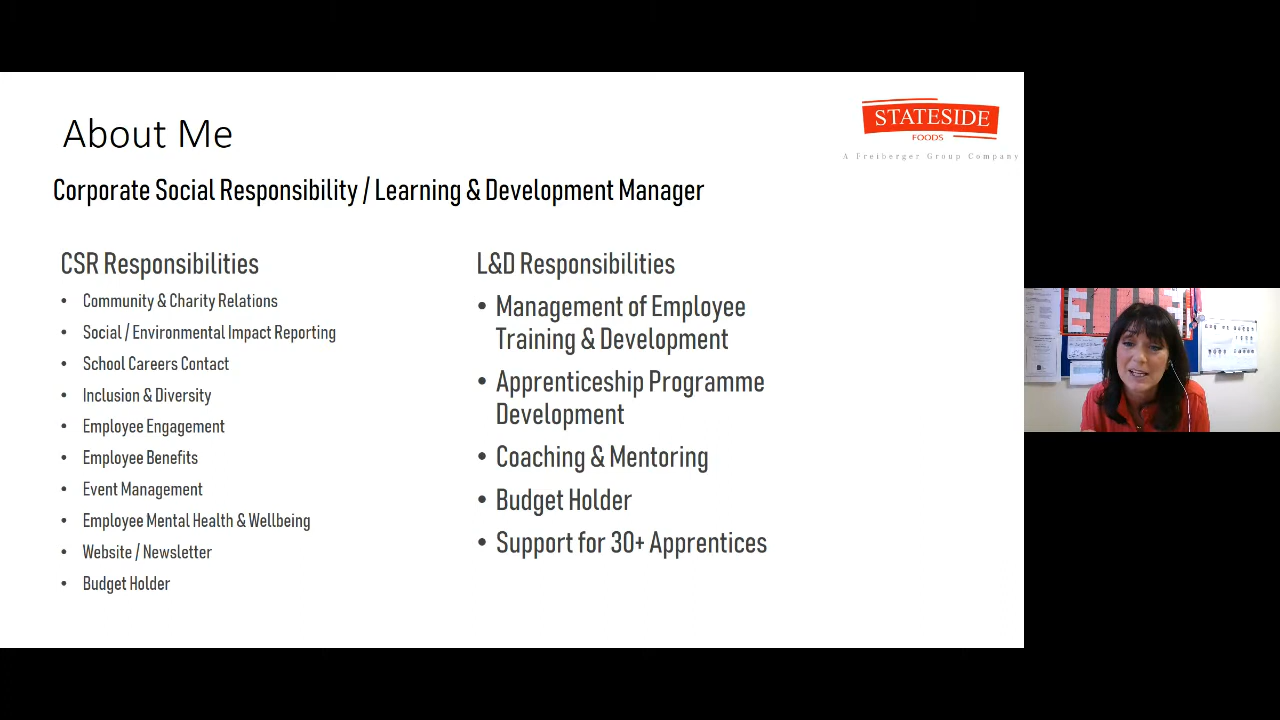 About Me
STATESIDE
FOODS
A Freiberger Group Company
Corporate Social Responsibility / Learning & Development Manager
CSR Responsibilities
• Community & Charity Relations
• Social / Environmental Impact Reporting
• School Careers Contact
• Inclusion & Diversity
• Employee Engagement
• Employee Benefits
• Event Management
• Employee Mental Health & Wellbeing
• Website / Newsletter
• Budget Holder
L&D Responsibilities
• Management of Employee
Training & Development
• Apprenticeship Programme
Development
• Coaching & Mentoring
• Budget Holder
• Support for 30+ Apprentices